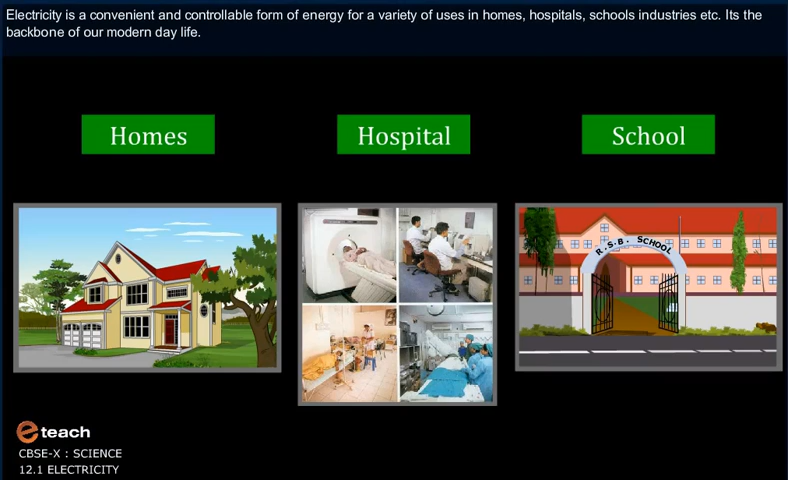 Electricity is a convenient and controllable form of energy for a variety of uses in homes, hospitals, schools industries etc. Its the
backbone of our modern day life.
Homes
Hospital
School
R.S.B. SCHOOL
eteach
CBSE-X : SCIENCE
12.1 ELECTRICITY